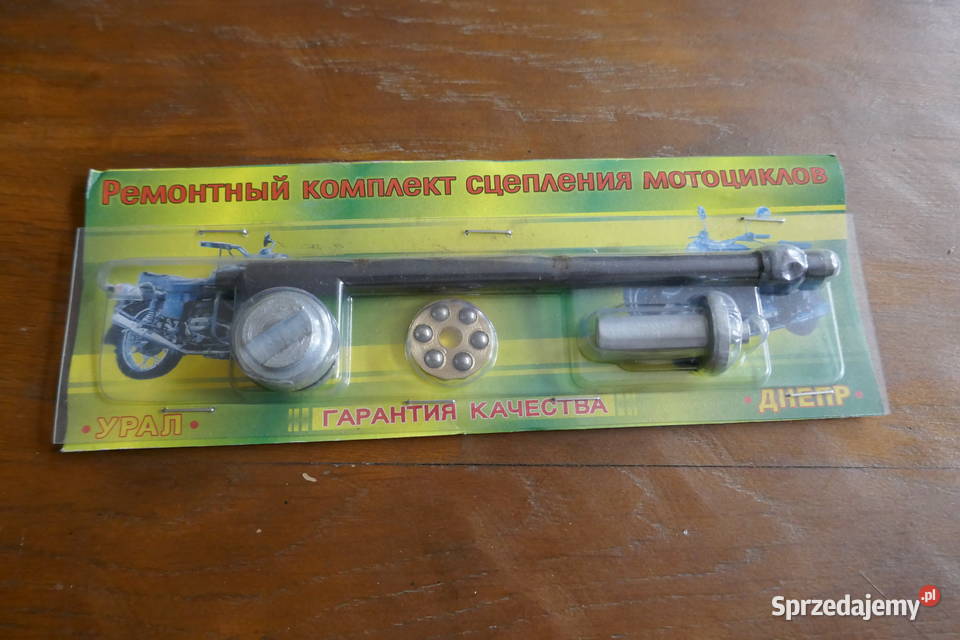 Ремонтный комплект сцепления мотоциклов
• УРАЛ • ГАРАНТИЯ КАЧЕСТВА • ДНЕПР •
Sprzedajemy.pl